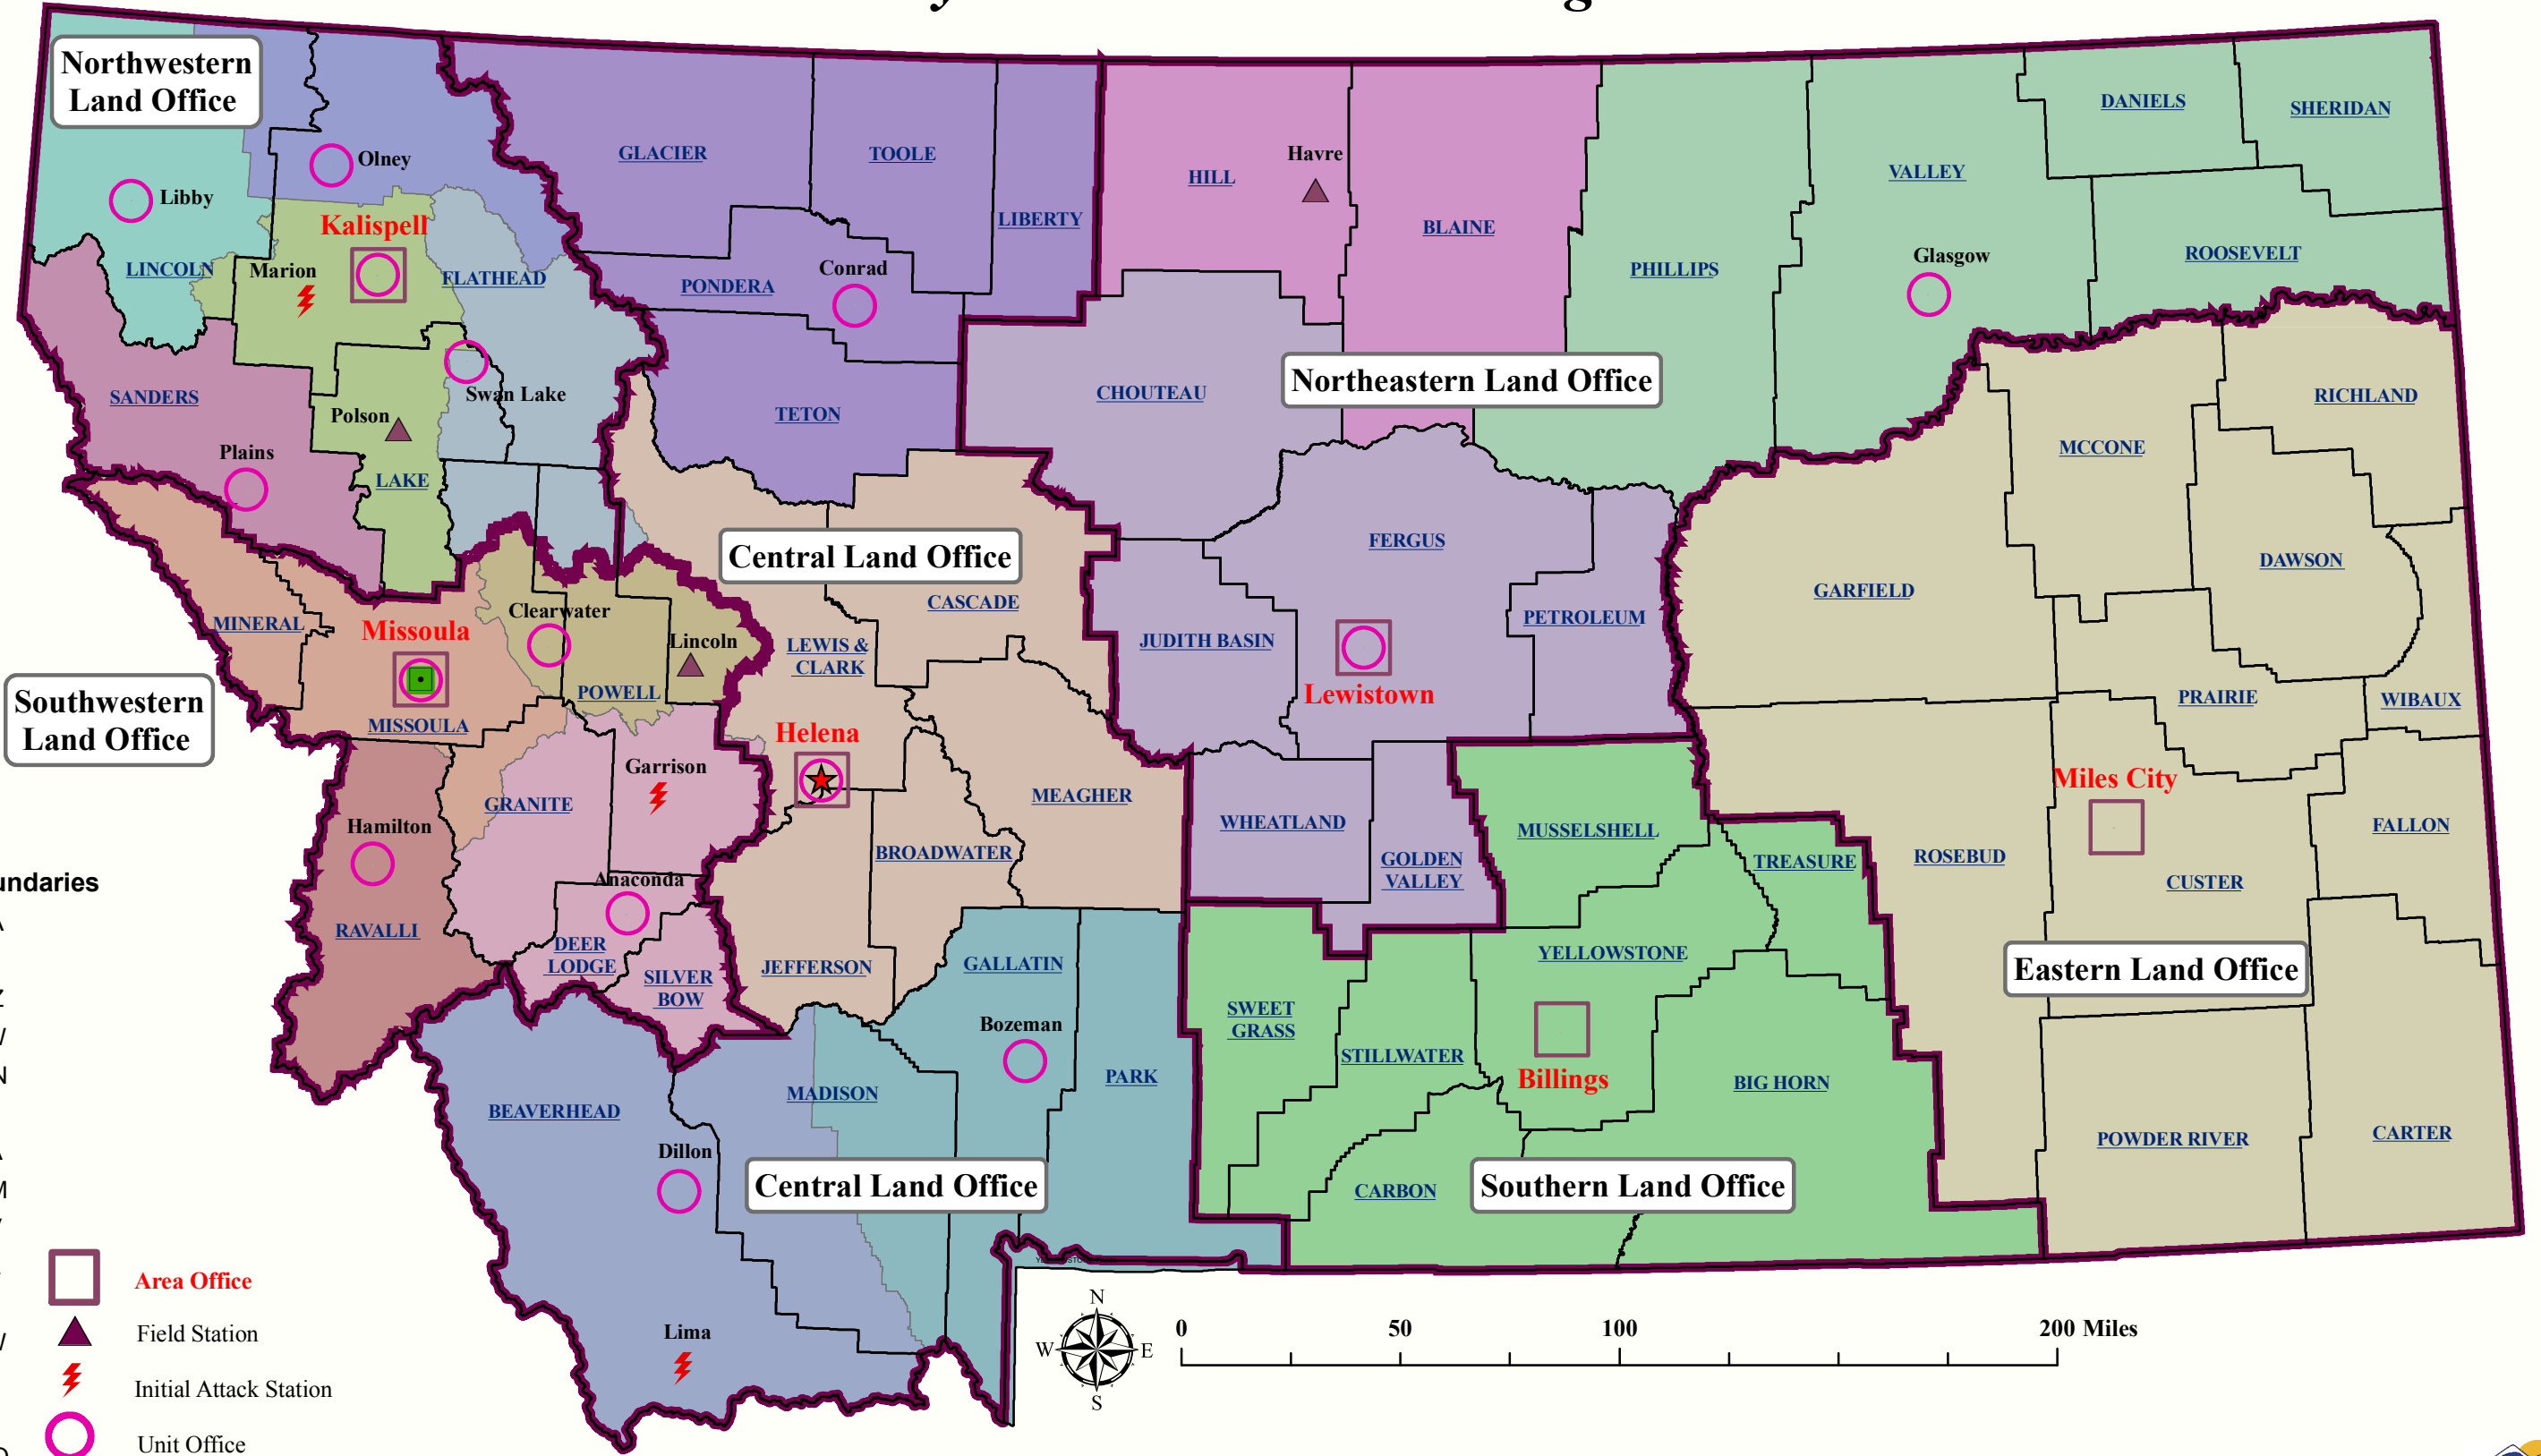 Northwestern
Land Office
Olney
Libby
Kalispell
LINCOLN
Marion
FLATHEAD
GLACIER
TOOLE
LIBERTY
PONDERA
Conrad
TETON
HILL
Havre
BLAINE
PHILLIPS
VALLEY
DANIELS
SHERIDAN
Glasgow
ROOSEVELT
SANDERS
Polson
Swan Lake
Plains
LAKE
CHOUTEAU
Northeastern Land Office
RICHLAND
MCCONE
Central Land Office
FERGUS
DAWSON
GARFIELD
MINERAL
Missoula
Clearwater
Lincoln
CASCADE
LEWIS &
CLARK
JUDITH BASIN
PETROLEUM
Lewistown
POWELL
MISSOULA
Southwestern
Land Office
PRAIRIE
WIBAUX
Helena
Garrison
GRANITE
MEAGHER
WHEATLAND
MUSSELSHELL
Miles City
Hamilton
BROADWATER
GOLDEN
VALLEY
TREASURE
ROSEBUD
FALLON
CUSTER
Anaconda
RAVALLI
DEER
LODGE
SILVER
BOW
JEFFERSON
GALLATIN
YELLOWSTONE
Eastern Land Office
Bozeman
SWEET
GRASS
STILLWATER
Billings
BIG HORN
BEAVERHEAD
MADISON
PARK
Dillon
Central Land Office
CARBON
Southern Land Office
POWDER RIVER
CARTER
Lima
N
W
E
S
0
50
100
200 Miles
Area Office
Field Station
Initial Attack Station
Unit Office